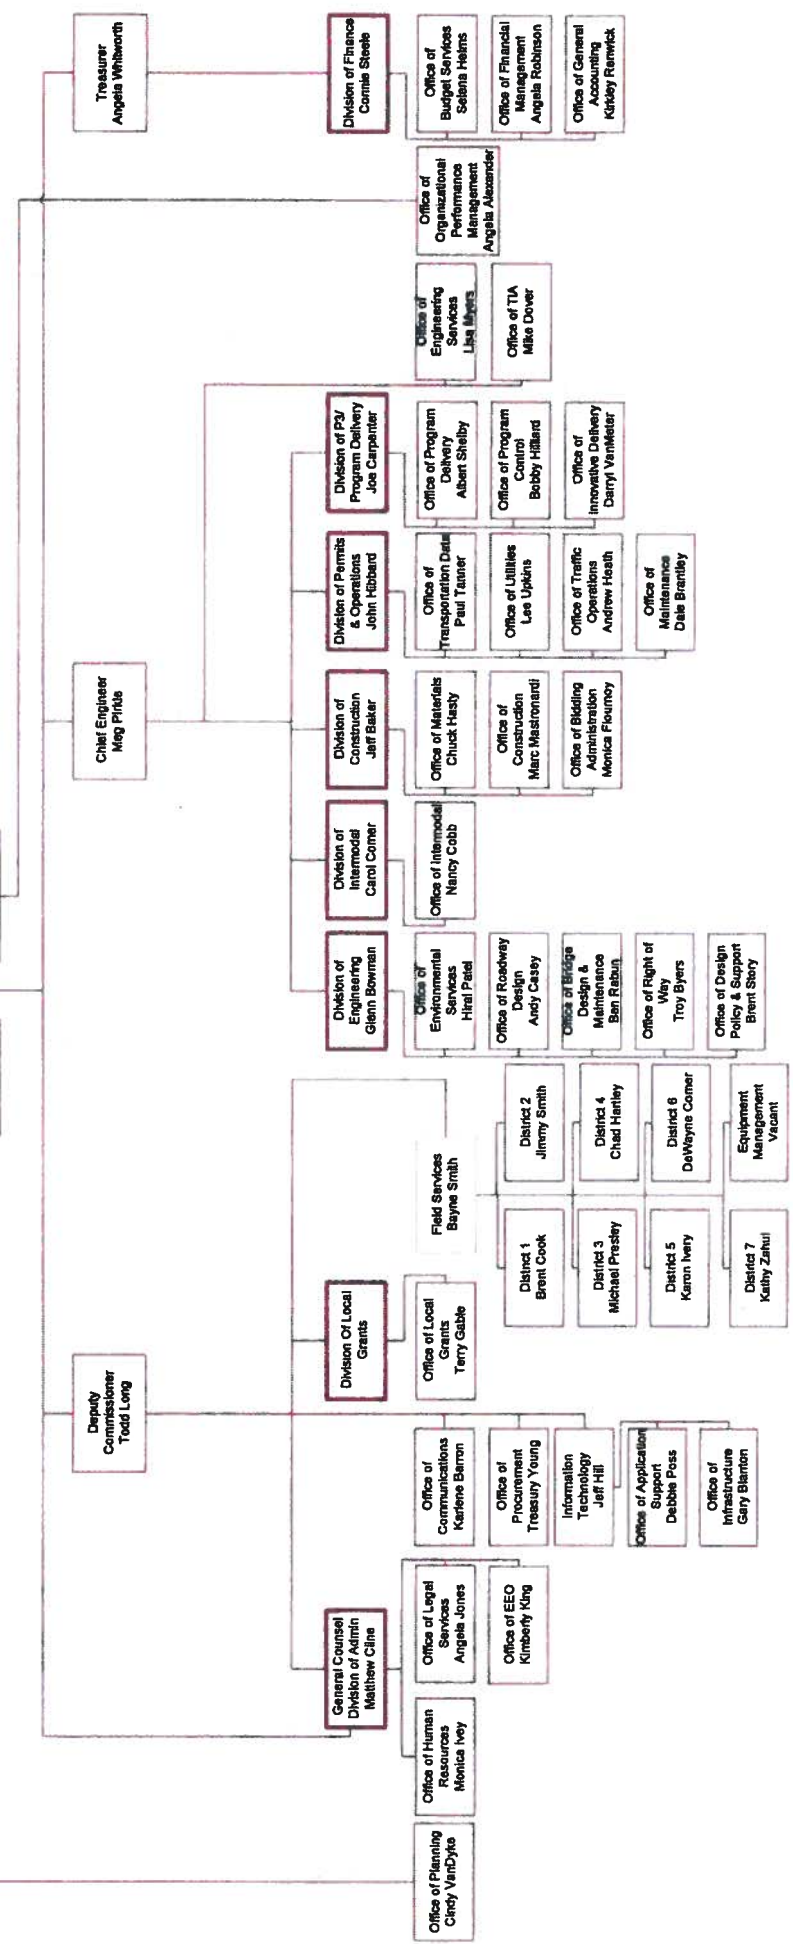 Treasurer
Angela Whitworth
Chief Engineer
Meg Pirkle
Deputy
Commissioner
Todd Long
Division of Finance
Connie Steele
Office of
Budget Services
Selena Helms
Office of Financial
Management
Angela Robinson
Office of General
Accounting
Kirkley Renwick
Office of
Organizational
Performance
Management
Angela Alexander
Office of
Engineering
Services
Lisa Myers
Office of TIA
Mike Dover
Division of P3/
Program Delivery
Joe Carpenter
Office of Program
Delivery
Albert Shelby
Office of Program
Control
Bobby Hilliard
Office of
Innovative Delivery
Darryl VanMeter
Division of Permits
& Operations
John Hibbard
Office of
Transportation Data
Paul Tanner
Office of Utilities
Lee Upkins
Office of Traffic
Operations
Andrew Heath
Office of
Maintenance
Dale Brantley
Division of
Construction
Jeff Baker
Office of Materials
Chuck Hasty
Office of
Construction
Marc Mastronardi
Office of Bidding
Administration
Monica Flournoy
Division of
Intermodal
Carol Comer
Office of Intermodal
Nancy Cobb
Division of
Engineering
Glenn Bowman
Office of
Environmental
Services
Hiral Patel
Office of Roadway
Design
Andy Casey
Office of Bridge
Design &
Maintenance
Ben Rabun
Office of Right of
Way
Troy Byers
Office of Design
Policy & Support
Brent Story
Field Services
Bayne Smith
District 1
Brent Cook
District 2
Jimmy Smith
District 3
Michael Presley
District 4
Chad Hartley
District 5
Karon Ivery
District 6
DeWayne Comer
District 7
Kathy Zahul
Equipment
Management
Vacant
Division Of Local
Grants
Office of Local
Grants
Terry Gable
Office of
Communications
Karlene Barron
Office of
Procurement
Treasury Young
Information
Technology
Jeff Hill
Office of Application
Support
Debbie Pess
Office of
Infrastructure
Gary Blanton
General Counsel
Division of Admin
Matthew Cline
Office of Legal
Services
Angela Jones
Office of EEO
Kimberly King
Office of Human
Resources
Monica Ivey
Office of Planning
Cindy VanDyke